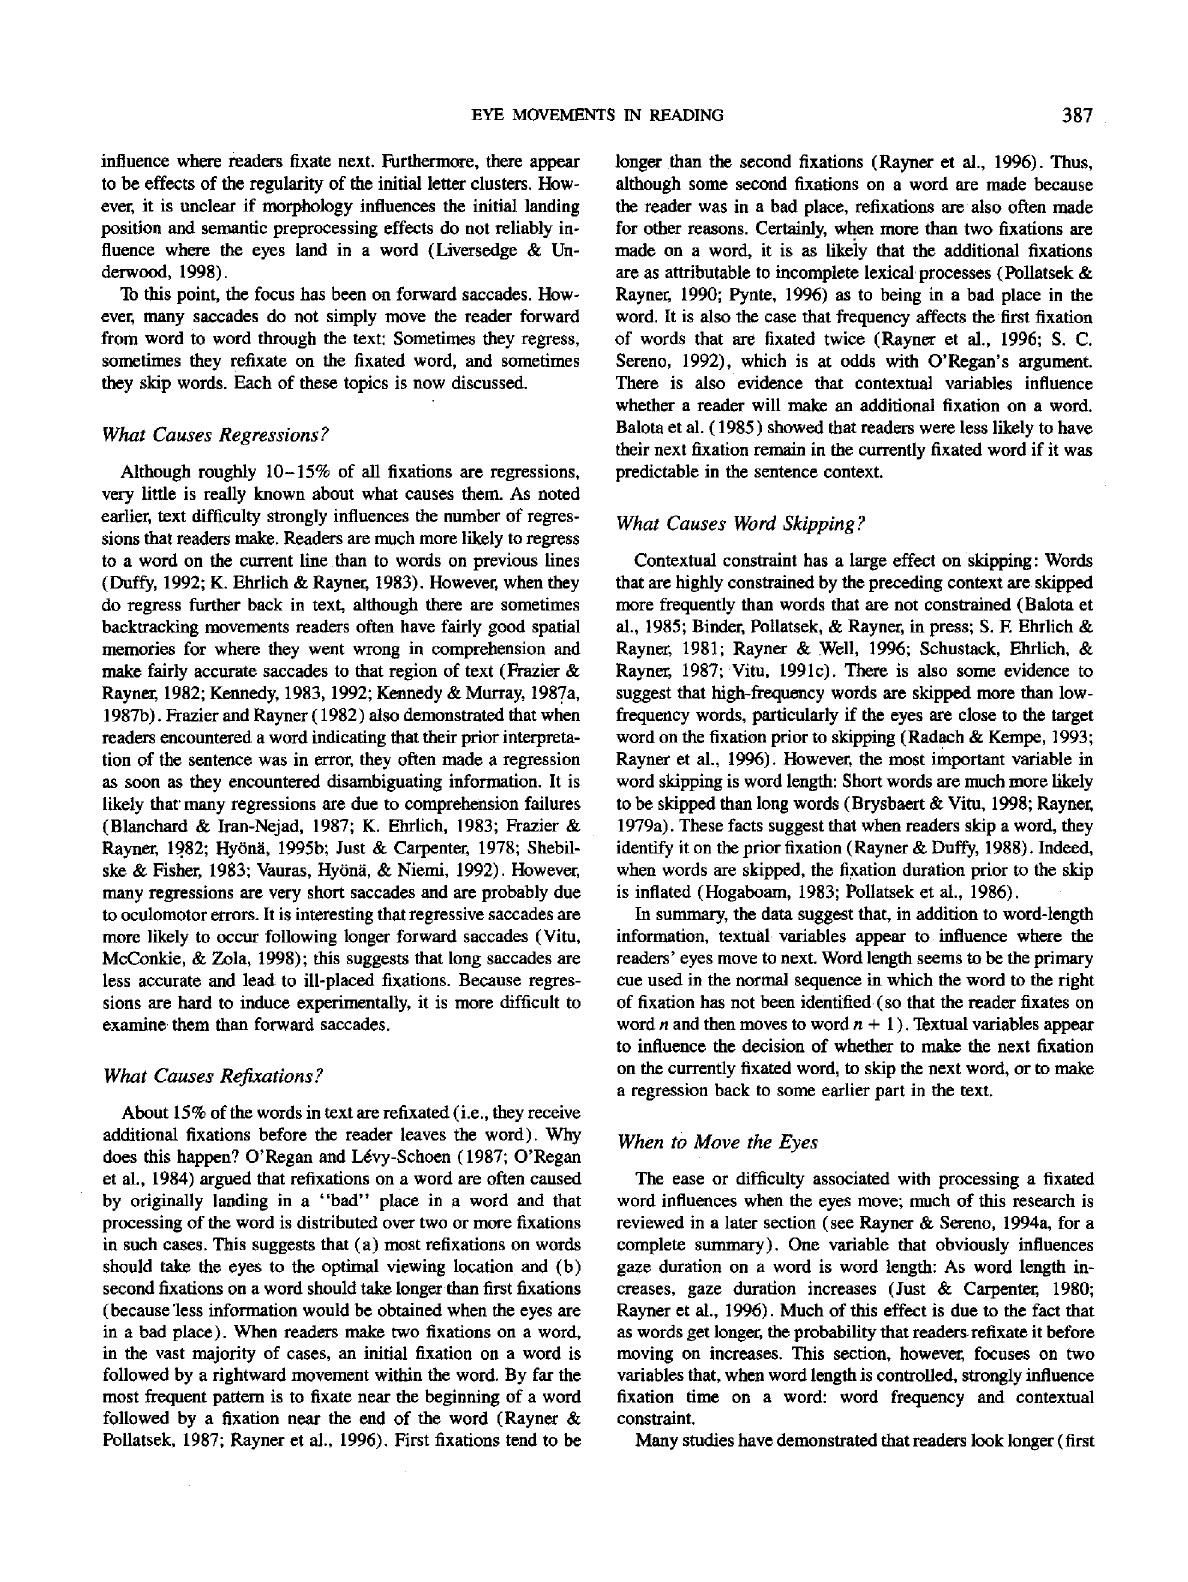 EYE MOVEMENTS IN READING
387
influence where readers fixate next. Furthermore, there appear
to be effects of the regularity of the initial letter clusters. How-
ever, it is unclear if morphology influences the initial landing
position and semantic preprocessing effects do not reliably in-
fluence where the eyes land in a word (Liversedge & Un-
derwood, 1998).
To this point, the focus has been on forward saccades. How-
ever, many saccades do not simply move the reader forward
from word to word through the text: Sometimes they regress,
sometimes they refixate on the fixated word, and sometimes
they skip words. Each of these topics is now discussed.
What Causes Regressions?
Although roughly 10–15% of all fixations are regressions,
very little is really known about what causes them. As noted
earlier, text difficulty strongly influences the number of regres-
sions that readers make. Readers are much more likely to regress
to a word on the current line than to words on previous lines
(Duffy, 1992; K. Ehrlich & Rayner, 1983). However, when they
do regress further back in text, although there are sometimes
backtracking movements readers often have fairly good spatial
memories for where they went wrong in comprehension and
make fairly accurate saccades to that region of text (Frazier &
Rayner, 1982; Kennedy, 1983, 1992; Kennedy & Murray, 1987a,
1987b). Frazier and Rayner (1982) also demonstrated that when
readers encountered a word indicating that their prior interpreta-
tion of the sentence was in error, they often made a regression
as soon as they encountered disambiguating information. It is
likely that many regressions are due to comprehension failures
(Blanchard & Iran-Nejad, 1987; K. Ehrlich, 1983; Frazier &
Rayner, 1982; Hyönä, 1995b; Just & Carpenter, 1978; Shebil-
ske & Fisher, 1983; Vauras, Hyönä, & Niemi, 1992). However,
many regressions are very short saccades and are probably due
to oculomotor errors. It is interesting that regressive saccades are
more likely to occur following longer forward saccades (Vitu,
McConkie, & Zola, 1998); this suggests that long saccades are
less accurate and lead to ill-placed fixations. Because regres-
sions are hard to induce experimentally, it is more difficult to
examine them than forward saccades.
What Causes Refixations?
About 15% of the words in text are refixated (i.e., they receive
additional fixations before the reader leaves the word). Why
does this happen? O'Regan and Lévy-Schoen (1987; O'Regan
et al., 1984) argued that refixations on a word are often caused
by originally landing in a "bad" place in a word and that
processing of the word is distributed over two or more fixations
in such cases. This suggests that (a) most refixations on words
should take the eyes to the optimal viewing location and (b)
second fixations on a word should take longer than first fixations
(because less information would be obtained when the eyes are
in a bad place). When readers make two fixations on a word,
in the vast majority of cases, an initial fixation on a word is
followed by a rightward movement within the word. By far the
most frequent pattern is to fixate near the beginning of a word
followed by a fixation near the end of the word (Rayner &
Pollatsek, 1987; Rayner et al., 1996). First fixations tend to be
longer than the second fixations (Rayner et al., 1996). Thus,
although some second fixations on a word are made because
the reader was in a bad place, refixations are also often made
for other reasons. Certainly, when more than two fixations are
made on a word, it is as likely that the additional fixations
are as attributable to incomplete lexical processes (Pollatsek &
Rayner, 1990; Pynte, 1996) as to being in a bad place in the
word. It is also the case that frequency affects the first fixation
of words that are fixated twice (Rayner et al., 1996; S. C.
Sereno, 1992), which is at odds with O'Regan's argument.
There is also evidence that contextual variables influence
whether a reader will make an additional fixation on a word.
Balota et al. (1985) showed that readers were less likely to have
their next fixation remain in the currently fixated word if it was
predictable in the sentence context.
What Causes Word Skipping?
Contextual constraint has a large effect on skipping: Words
that are highly constrained by the preceding context are skipped
more frequently than words that are not constrained (Balota et
al., 1985; Binder, Pollatsek, & Rayner, in press; S. F. Ehrlich &
Rayner, 1981; Rayner & Well, 1996; Schustack, Ehrlich, &
Rayner, 1987; Vitu, 1991c). There is also some evidence to
suggest that high-frequency words are skipped more than low-
frequency words, particularly if the eyes are close to the target
word on the fixation prior to skipping (Radach & Kempe, 1993;
Rayner et al., 1996). However, the most important variable in
word skipping is word length: Short words are much more likely
to be skipped than long words (Brysbaert & Vitu, 1998; Rayner,
1979a). These facts suggest that when readers skip a word, they
identify it on the prior fixation (Rayner & Duffy, 1988). Indeed,
when words are skipped, the fixation duration prior to the skip
is inflated (Hogaboam, 1983; Pollatsek et al., 1986).
In summary, the data suggest that, in addition to word-length
information, textual variables appear to influence where the
readers' eyes move to next. Word length seems to be the primary
cue used in the normal sequence in which the word to the right
of fixation has not been identified (so that the reader fixates on
word n and then moves to word n + 1). Textual variables appear
to influence the decision of whether to make the next fixation
on the currently fixated word, to skip the next word, or to make
a regression back to some earlier part in the text.
When to Move the Eyes
The ease or difficulty associated with processing a fixated
word influences when the eyes move; much of this research is
reviewed in a later section (see Rayner & Sereno, 1994a, for a
complete summary). One variable that obviously influences
gaze duration on a word is word length: As word length in-
creases, gaze duration increases (Just & Carpenter, 1980;
Rayner et al., 1996). Much of this effect is due to the fact that
as words get longer, the probability that readers refixate it before
moving on increases. This section, however, focuses on two
variables that, when word length is controlled, strongly influence
fixation time on a word: word frequency and contextual
constraint.
Many studies have demonstrated that readers look longer (first